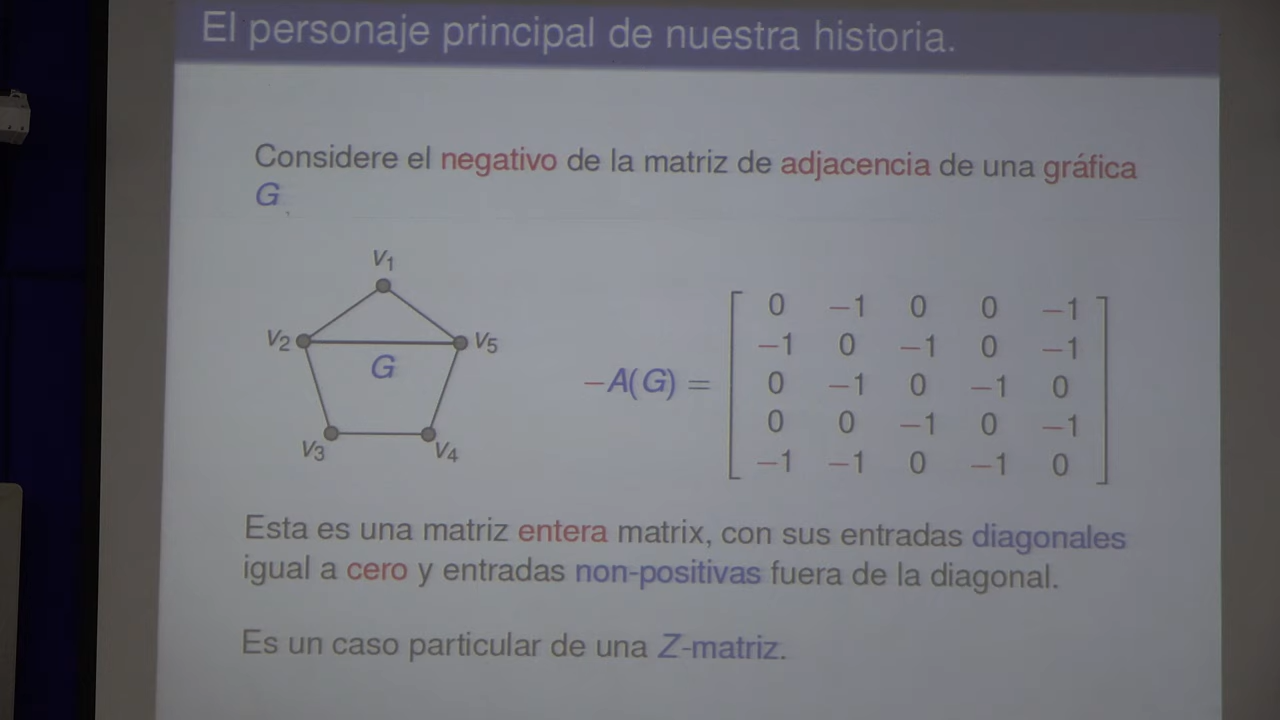 El personaje principal de nuestra historia.
Considere el negativo de la matriz de adjacencia de una gráfica
G
V1
V2
V5
G
V3
V4
−A(G) =
0 −1 0 0 −1
−1 0 −1 0 −1
0 −1 0 −1 0
0 0 −1 0 −1
−1 −1 0 −1 0
Esta es una matriz entera matrix, con sus entradas diagonales
igual a cero y entradas non-positivas fuera de la diagonal.
Es un caso particular de una Z-matriz.